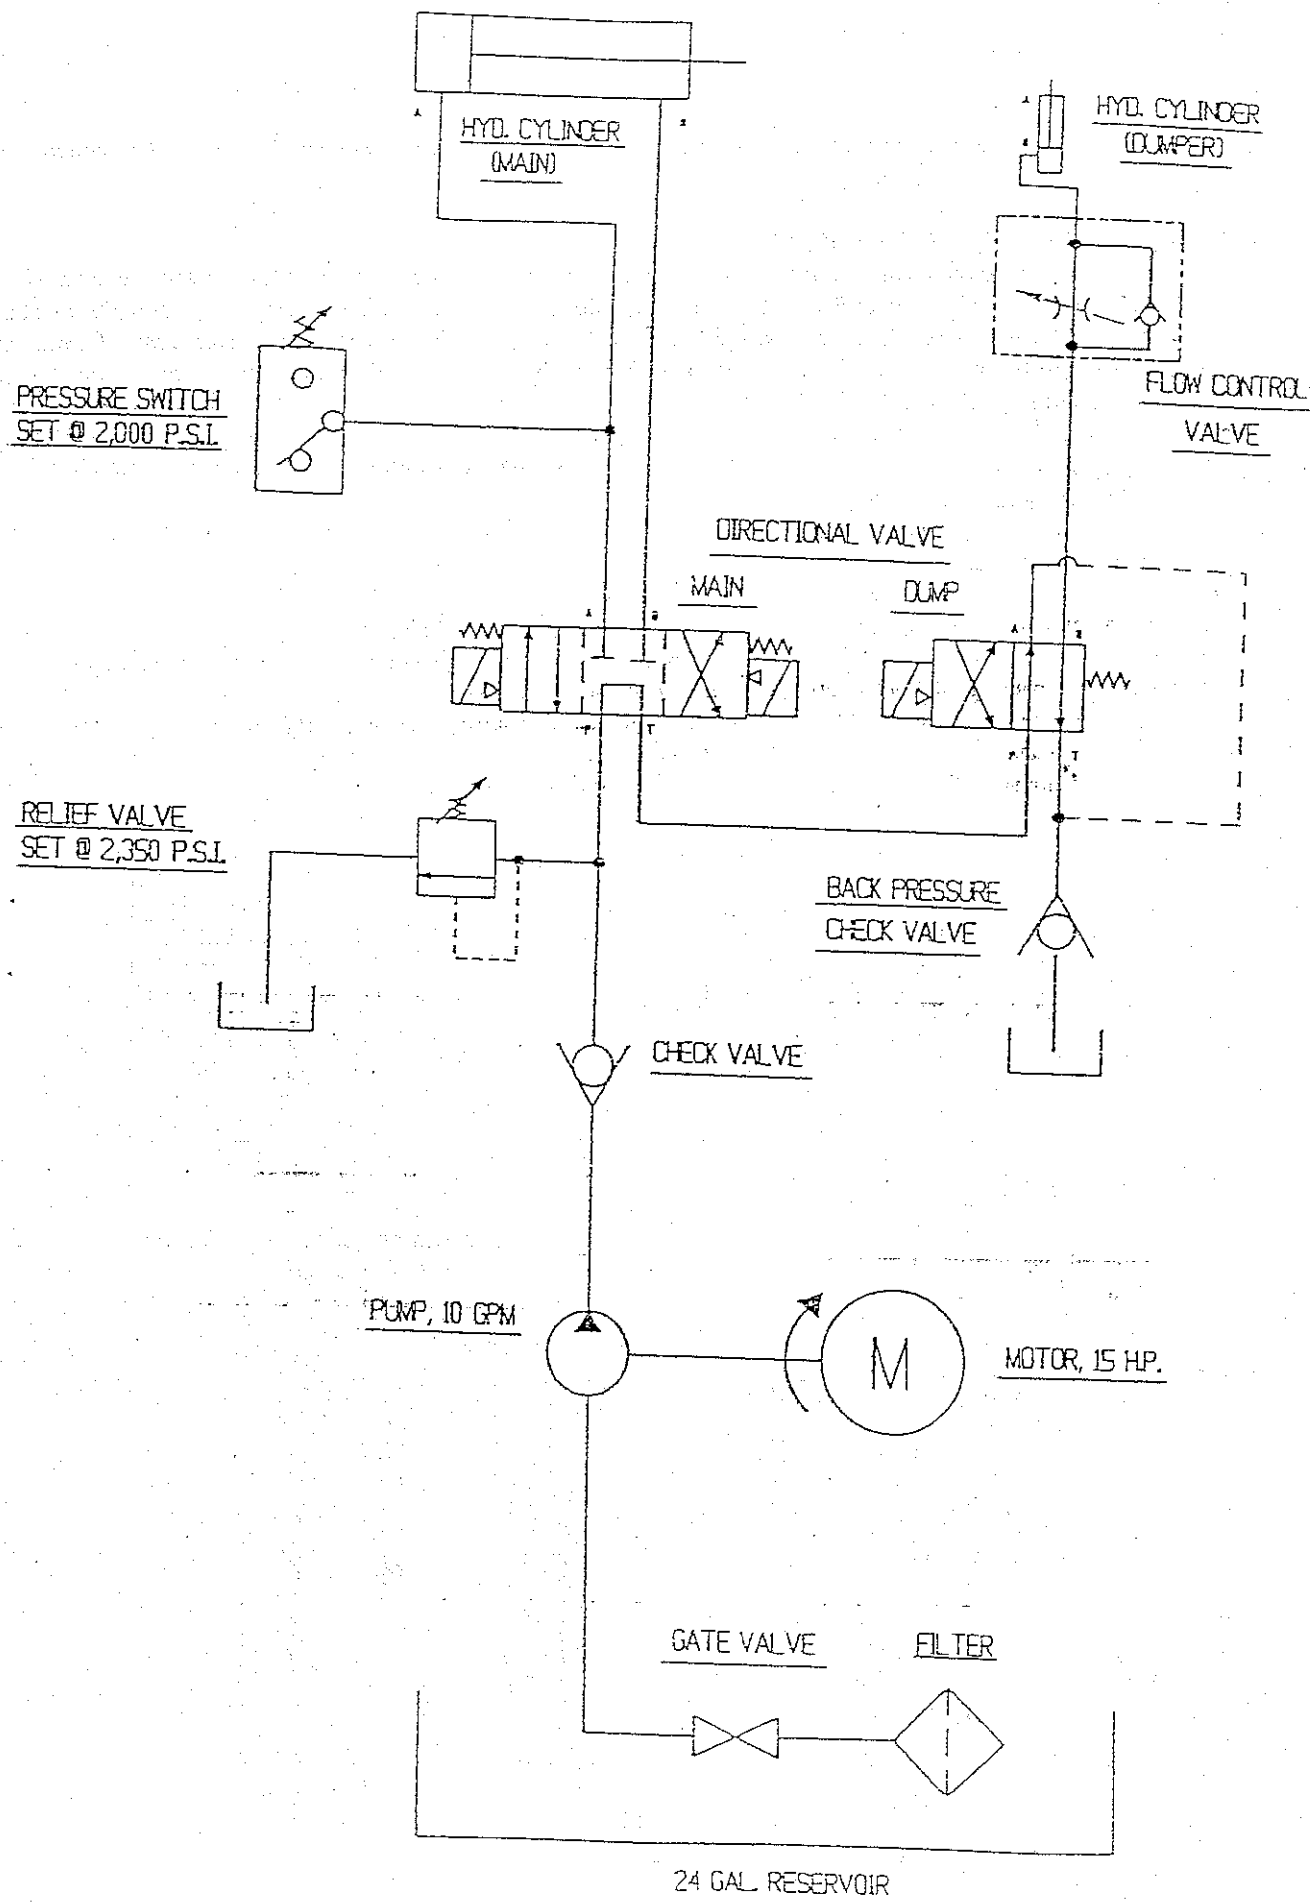 HYD. CYLINDER
(MAIN)
HYD. CYLINDER
(DUMPER)
PRESSURE SWITCH
SET @ 2,000 P.S.I.
FLOW CONTROL
VALVE
DIRECTIONAL VALVE
MAIN
DUMP
A
B
A
P
T
T
RELIEF VALVE
SET @ 2,350 P.S.I.
BACK PRESSURE
CHECK VALVE
CHECK VALVE
PUMP, 10 GPM
M
MOTOR, 15 H.P.
GATE VALVE
FILTER
24 GAL. RESERVOIR